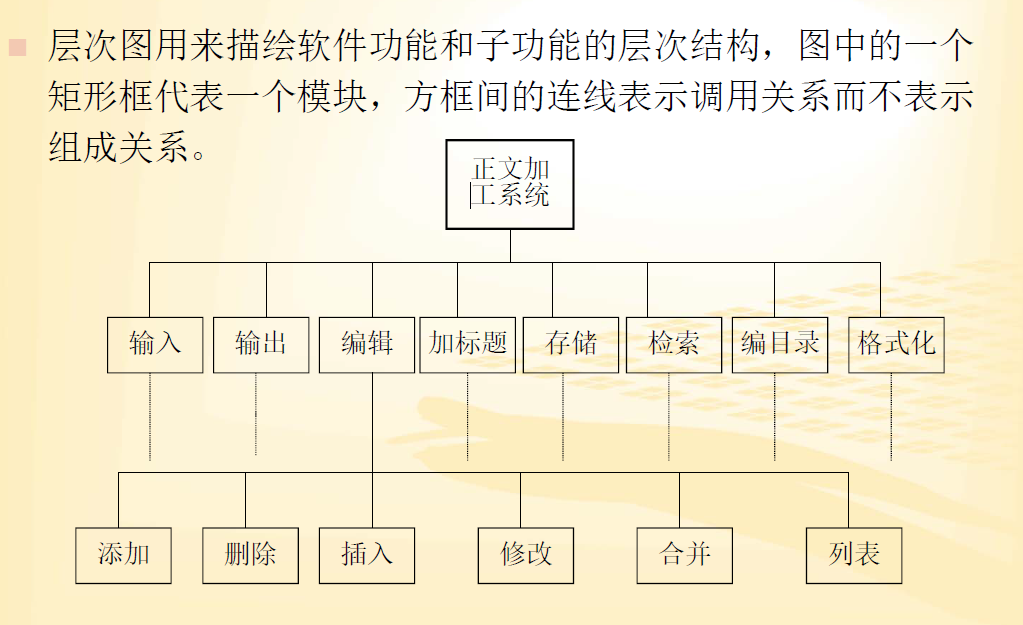 层次图用来描绘软件功能和子功能的层次结构，图中的一个
矩形框代表一个模块，方框间的连线表示调用关系而不表示
组成关系。
正文加
工系统
输入
输出
编辑
加标题
存储
检索
编目录
格式化
添加
删除
插入
修改
合并
列表